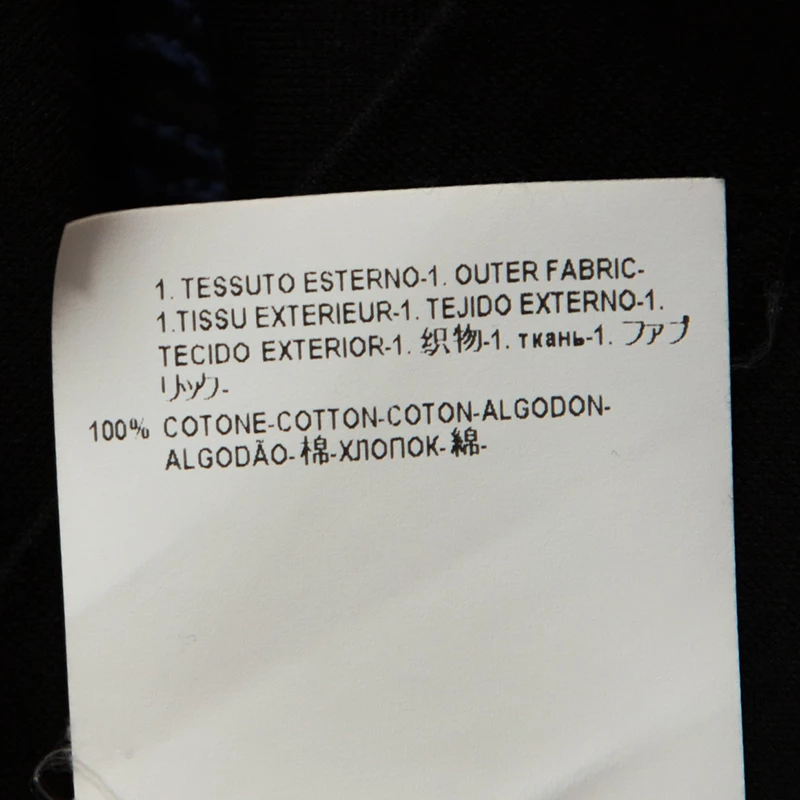 1. TESSUTO ESTERNO-1. OUTER FABRIC-
1.TISSU EXTERIEUR-1. TEJIDO EXTERNO-1.
TECIDO EXTERIOR-1. 织物-1. ткань-1. ファブ
リック-
100% COTONE-COTTON-COTON-ALGODON-
ALGODÃO-棉-ХЛОПОК-綿-